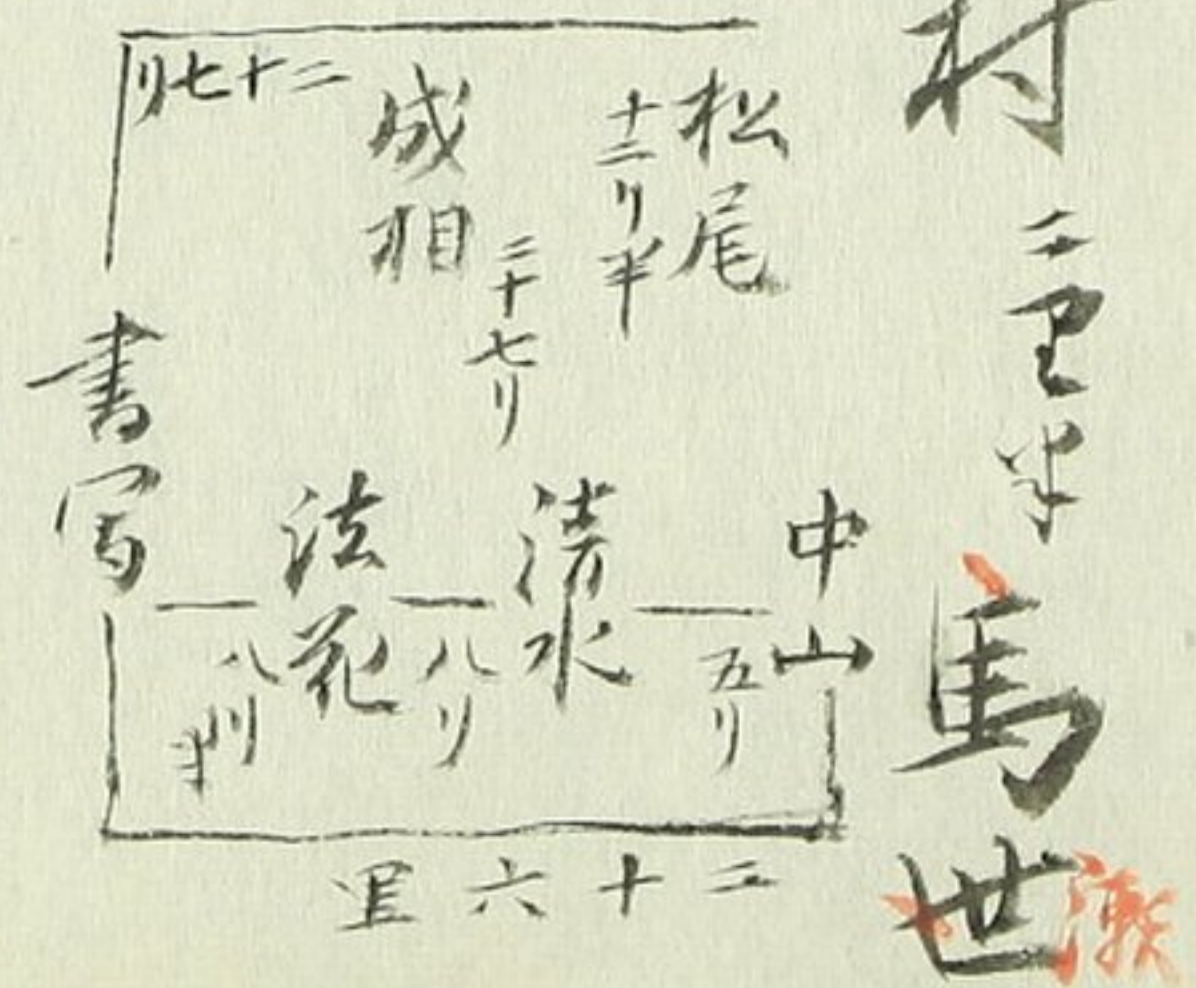 村 二里半 馬世
瀬
松尾
十二リ半
二十七リ
成相
二十七リ
中山
五リ
清水
八リ
法花
八リ半
書写
二十六里